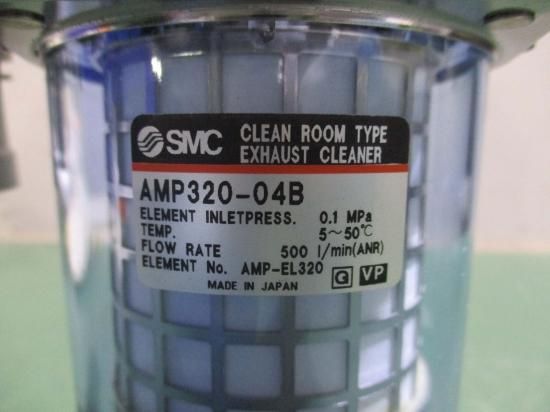 SMC CLEAN ROOM TYPE
EXHAUST CLEANER
AMP320-04B
ELEMENT INLETPRESS. 0.1 MPa
TEMP. 5~50℃
FLOW RATE 500 l/min(ANR)
ELEMENT No. AMP-EL320 G VP
MADE IN JAPAN